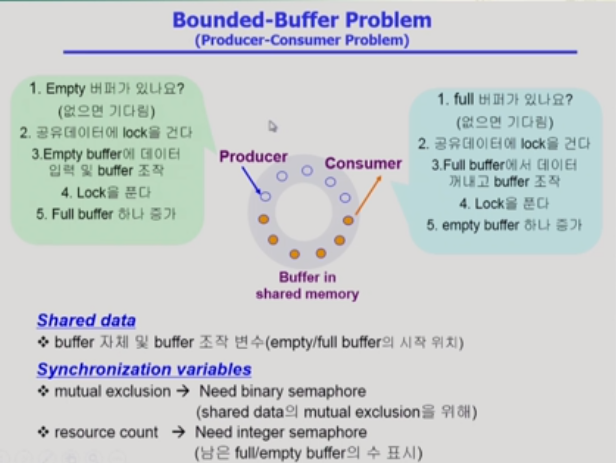 Bounded-Buffer Problem
(Producer-Consumer Problem)
1. Empty 버퍼가 있나요?
(없으면 기다림)
2. 공유데이터에 lock을 건다
3.Empty buffer에 데이터
입력 및 buffer 조작
4. Lock을 푼다
5. Full buffer 하나 증가
Producer
Consumer
Buffer in
shared memory
1. full 버퍼가 있나요?
(없으면 기다림)
2. 공유데이터에 lock을 건다
3.Full buffer에서 데이터
꺼내고 buffer 조작
4. Lock을 푼다
5. empty buffer 하나 증가
Shared data
❖ buffer 자체 및 buffer 조작 변수(empty/full buffer의 시작 위치)
Synchronization variables
❖ mutual exclusion → Need binary semaphore
(shared data의 mutual exclusion을 위해)
❖ resource count → Need integer semaphore
(남은 full/empty buffer의 수 표시)